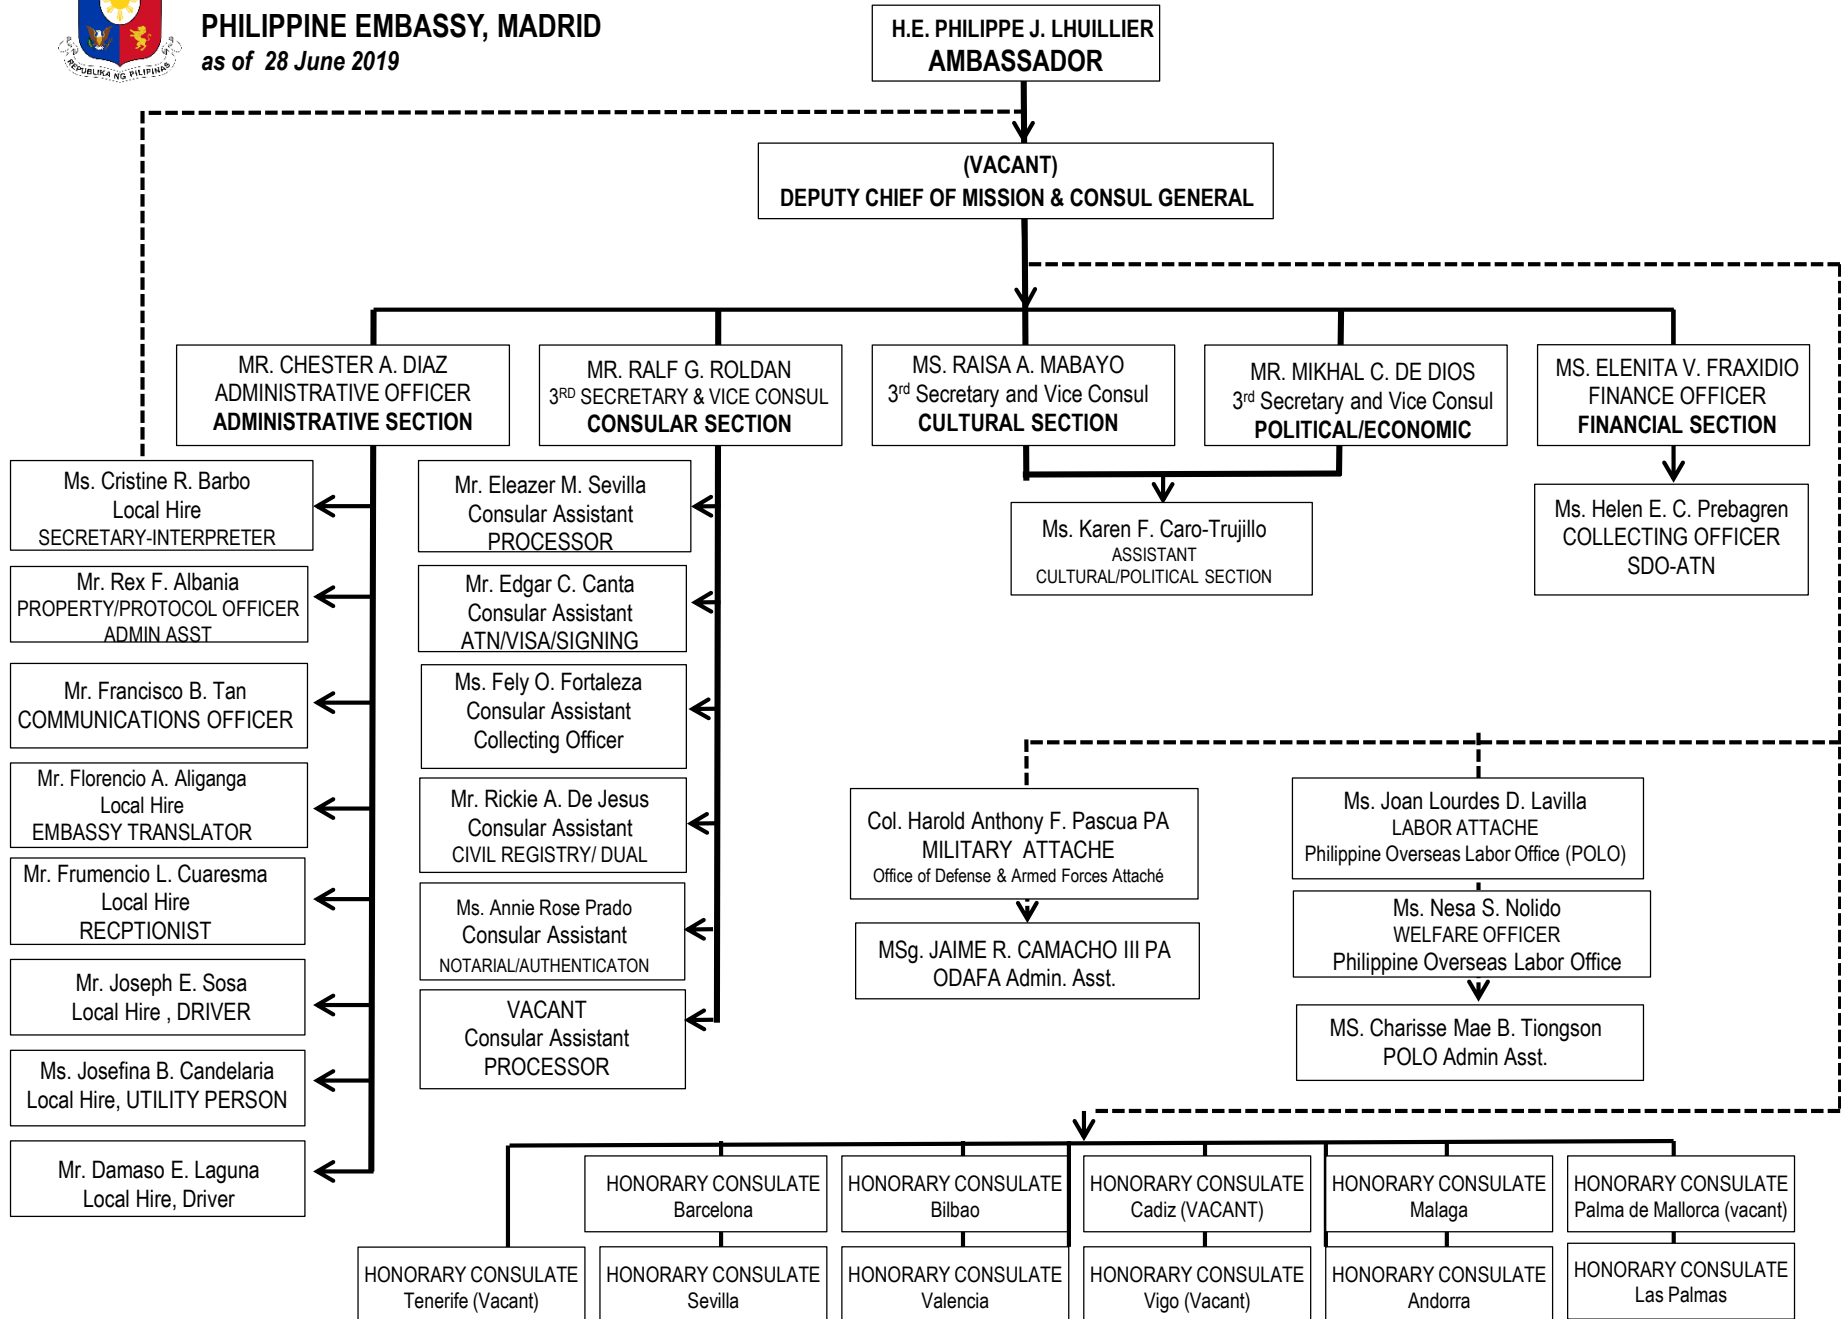 PHILIPPINE EMBASSY, MADRID
as of 28 June 2019
REPUBLIKA NG PILIPINAS
H.E. PHILIPPE J. LHUILLIER
AMBASSADOR
(VACANT)
DEPUTY CHIEF OF MISSION & CONSUL GENERAL
MR. CHESTER A. DIAZ
ADMINISTRATIVE OFFICER
ADMINISTRATIVE SECTION
MR. RALF G. ROLDAN
3RD SECRETARY & VICE CONSUL
CONSULAR SECTION
MS. RAISA A. MABAYO
3rd Secretary and Vice Consul
CULTURAL SECTION
MR. MIKHAL C. DE DIOS
3rd Secretary and Vice Consul
POLITICAL/ECONOMIC
MS. ELENITA V. FRAXIDIO
FINANCE OFFICER
FINANCIAL SECTION
Ms. Cristine R. Barbo
Local Hire
SECRETARY-INTERPRETER
Mr. Rex F. Albania
PROPERTY/PROTOCOL OFFICER
ADMIN ASST
Mr. Francisco B. Tan
COMMUNICATIONS OFFICER
Mr. Florencio A. Aliganga
Local Hire
EMBASSY TRANSLATOR
Mr. Frumencio L. Cuaresma
Local Hire
RECPTIONIST
Mr. Joseph E. Sosa
Local Hire , DRIVER
Ms. Josefina B. Candelaria
Local Hire, UTILITY PERSON
Mr. Damaso E. Laguna
Local Hire, Driver
Mr. Eleazer M. Sevilla
Consular Assistant
PROCESSOR
Mr. Edgar C. Canta
Consular Assistant
ATN/VISA/SIGNING
Ms. Fely O. Fortaleza
Consular Assistant
Collecting Officer
Mr. Rickie A. De Jesus
Consular Assistant
CIVIL REGISTRY/ DUAL
Ms. Annie Rose Prado
Consular Assistant
NOTARIAL/AUTHENTICATON
VACANT
Consular Assistant
PROCESSOR
Ms. Karen F. Caro-Trujillo
ASSISTANT
CULTURAL/POLITICAL SECTION
Ms. Helen E. C. Prebagren
COLLECTING OFFICER
SDO-ATN
Col. Harold Anthony F. Pascua PA
MILITARY ATTACHE
Office of Defense & Armed Forces Attaché
MSg. JAIME R. CAMACHO III PA
ODAFA Admin. Asst.
Ms. Joan Lourdes D. Lavilla
LABOR ATTACHE
Philippine Overseas Labor Office (POLO)
Ms. Nesa S. Nolido
WELFARE OFFICER
Philippine Overseas Labor Office
MS. Charisse Mae B. Tiongson
POLO Admin Asst.
HONORARY CONSULATE
Barcelona
HONORARY CONSULATE
Bilbao
HONORARY CONSULATE
Cadiz (VACANT)
HONORARY CONSULATE
Malaga
HONORARY CONSULATE
Palma de Mallorca (vacant)
HONORARY CONSULATE
Tenerife (Vacant)
HONORARY CONSULATE
Sevilla
HONORARY CONSULATE
Valencia
HONORARY CONSULATE
Vigo (Vacant)
HONORARY CONSULATE
Andorra
HONORARY CONSULATE
Las Palmas